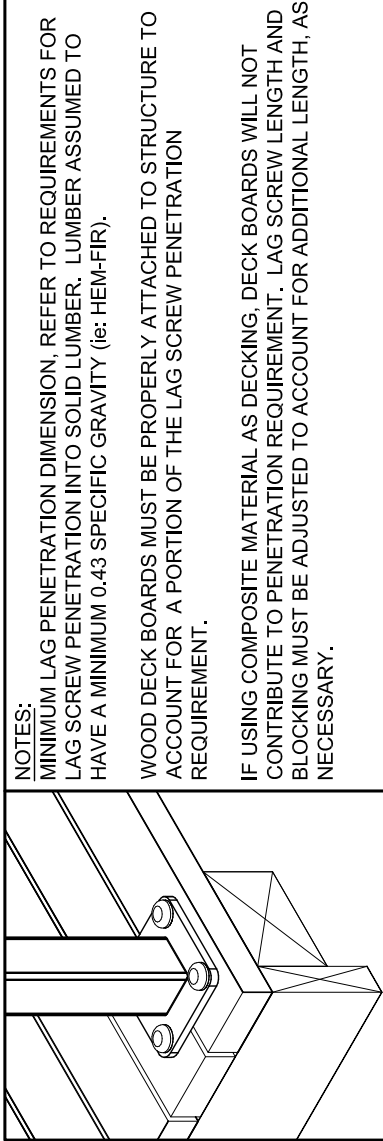 NOTES:
MINIMUM LAG PENETRATION DIMENSION, REFER TO REQUIREMENTS FOR
LAG SCREW PENETRATION INTO SOLID LUMBER. LUMBER ASSUMED TO
HAVE A MINIMUM 0.43 SPECIFIC GRAVITY (ie: HEM-FIR).
WOOD DECK BOARDS MUST BE PROPERLY ATTACHED TO STRUCTURE TO
ACCOUNT FOR A PORTION OF THE LAG SCREW PENETRATION
REQUIREMENT.
IF USING COMPOSITE MATERIAL AS DECKING, DECK BOARDS WILL NOT
CONTRIBUTE TO PENETRATION REQUIREMENT. LAG SCREW LENGTH AND
BLOCKING MUST BE ADJUSTED TO ACCOUNT FOR ADDITIONAL LENGTH, AS
NECESSARY.